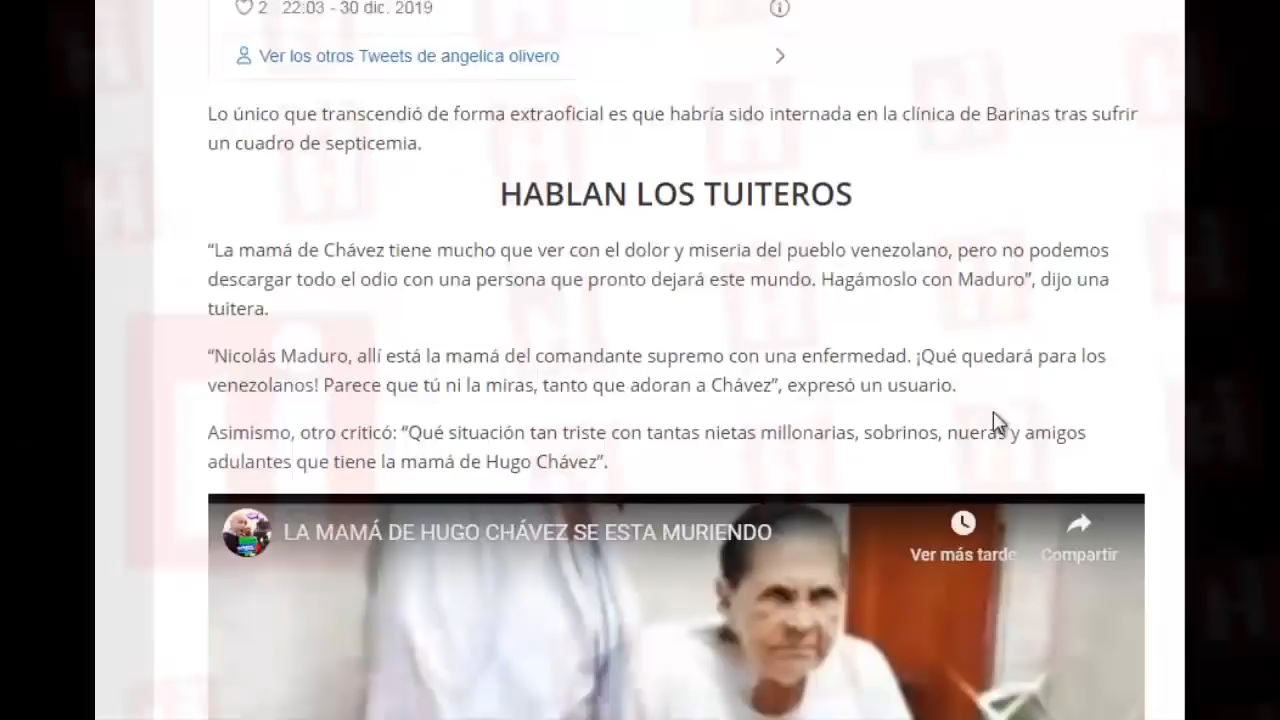 2 22:03 - 30 dic. 2019
Ver los otros Tweets de angelica olivero
Lo único que transcendió de forma extraoficial es que habría sido internada en la clínica de Barinas tras sufrir
un cuadro de septicemia.
HABLAN LOS TUITEROS
“La mamá de Chávez tiene mucho que ver con el dolor y miseria del pueblo venezolano, pero no podemos
descargar todo el odio con una persona que pronto dejará este mundo. Hagámoslo con Maduro”, dijo una
tuitera.
“Nicolás Maduro, allí está la mamá del comandante supremo con una enfermedad. ¡Qué quedará para los
venezolanos! Parece que tú ni la miras, tanto que adoran a Chávez”, expresó un usuario.
Asimismo, otro criticó: “Qué situación tan triste con tantas nietas millonarias, sobrinos, nueras y amigos
adulantes que tiene la mamá de Hugo Chávez”.
LA MAMÁ DE HUGO CHÁVEZ SE ESTA MURIENDO
Ver más tarde
Compartir